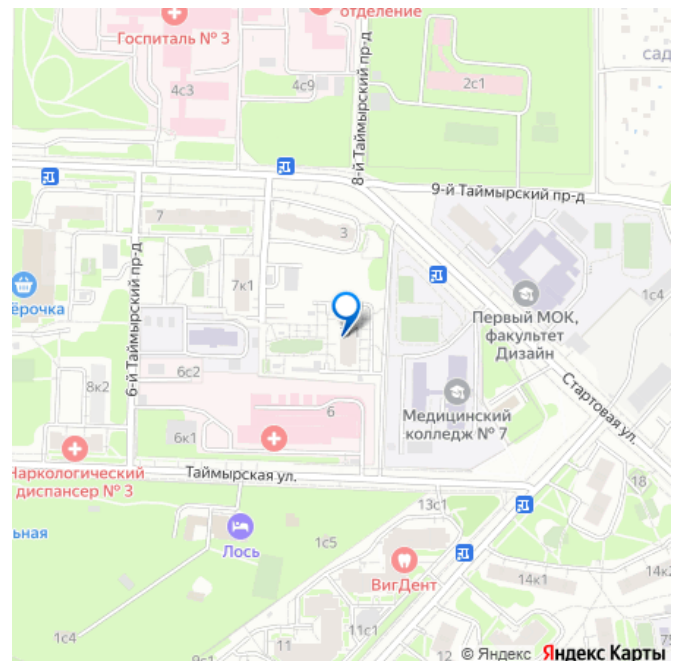 отделение
Госпиталь № 3
4с3
4с9
2с1
сад
8-й Таймырский пр-д
9-й Таймырский пр-д
7
3
7к1
ёрочка
6-й Таймырский пр-д
1с4
Первый МОК,
факультет
Дизайн
6с2
8к2
6
6к1
Медицинский
колледж № 7
Стартовая ул.
Наркологический
диспансер № 3
Таймырская ул.
18
13с1
ьная
Лось
1с5
ВигДент
14к1
14к2
1с4
11
11с1
9с1
© Яндекс Яндекс Карты